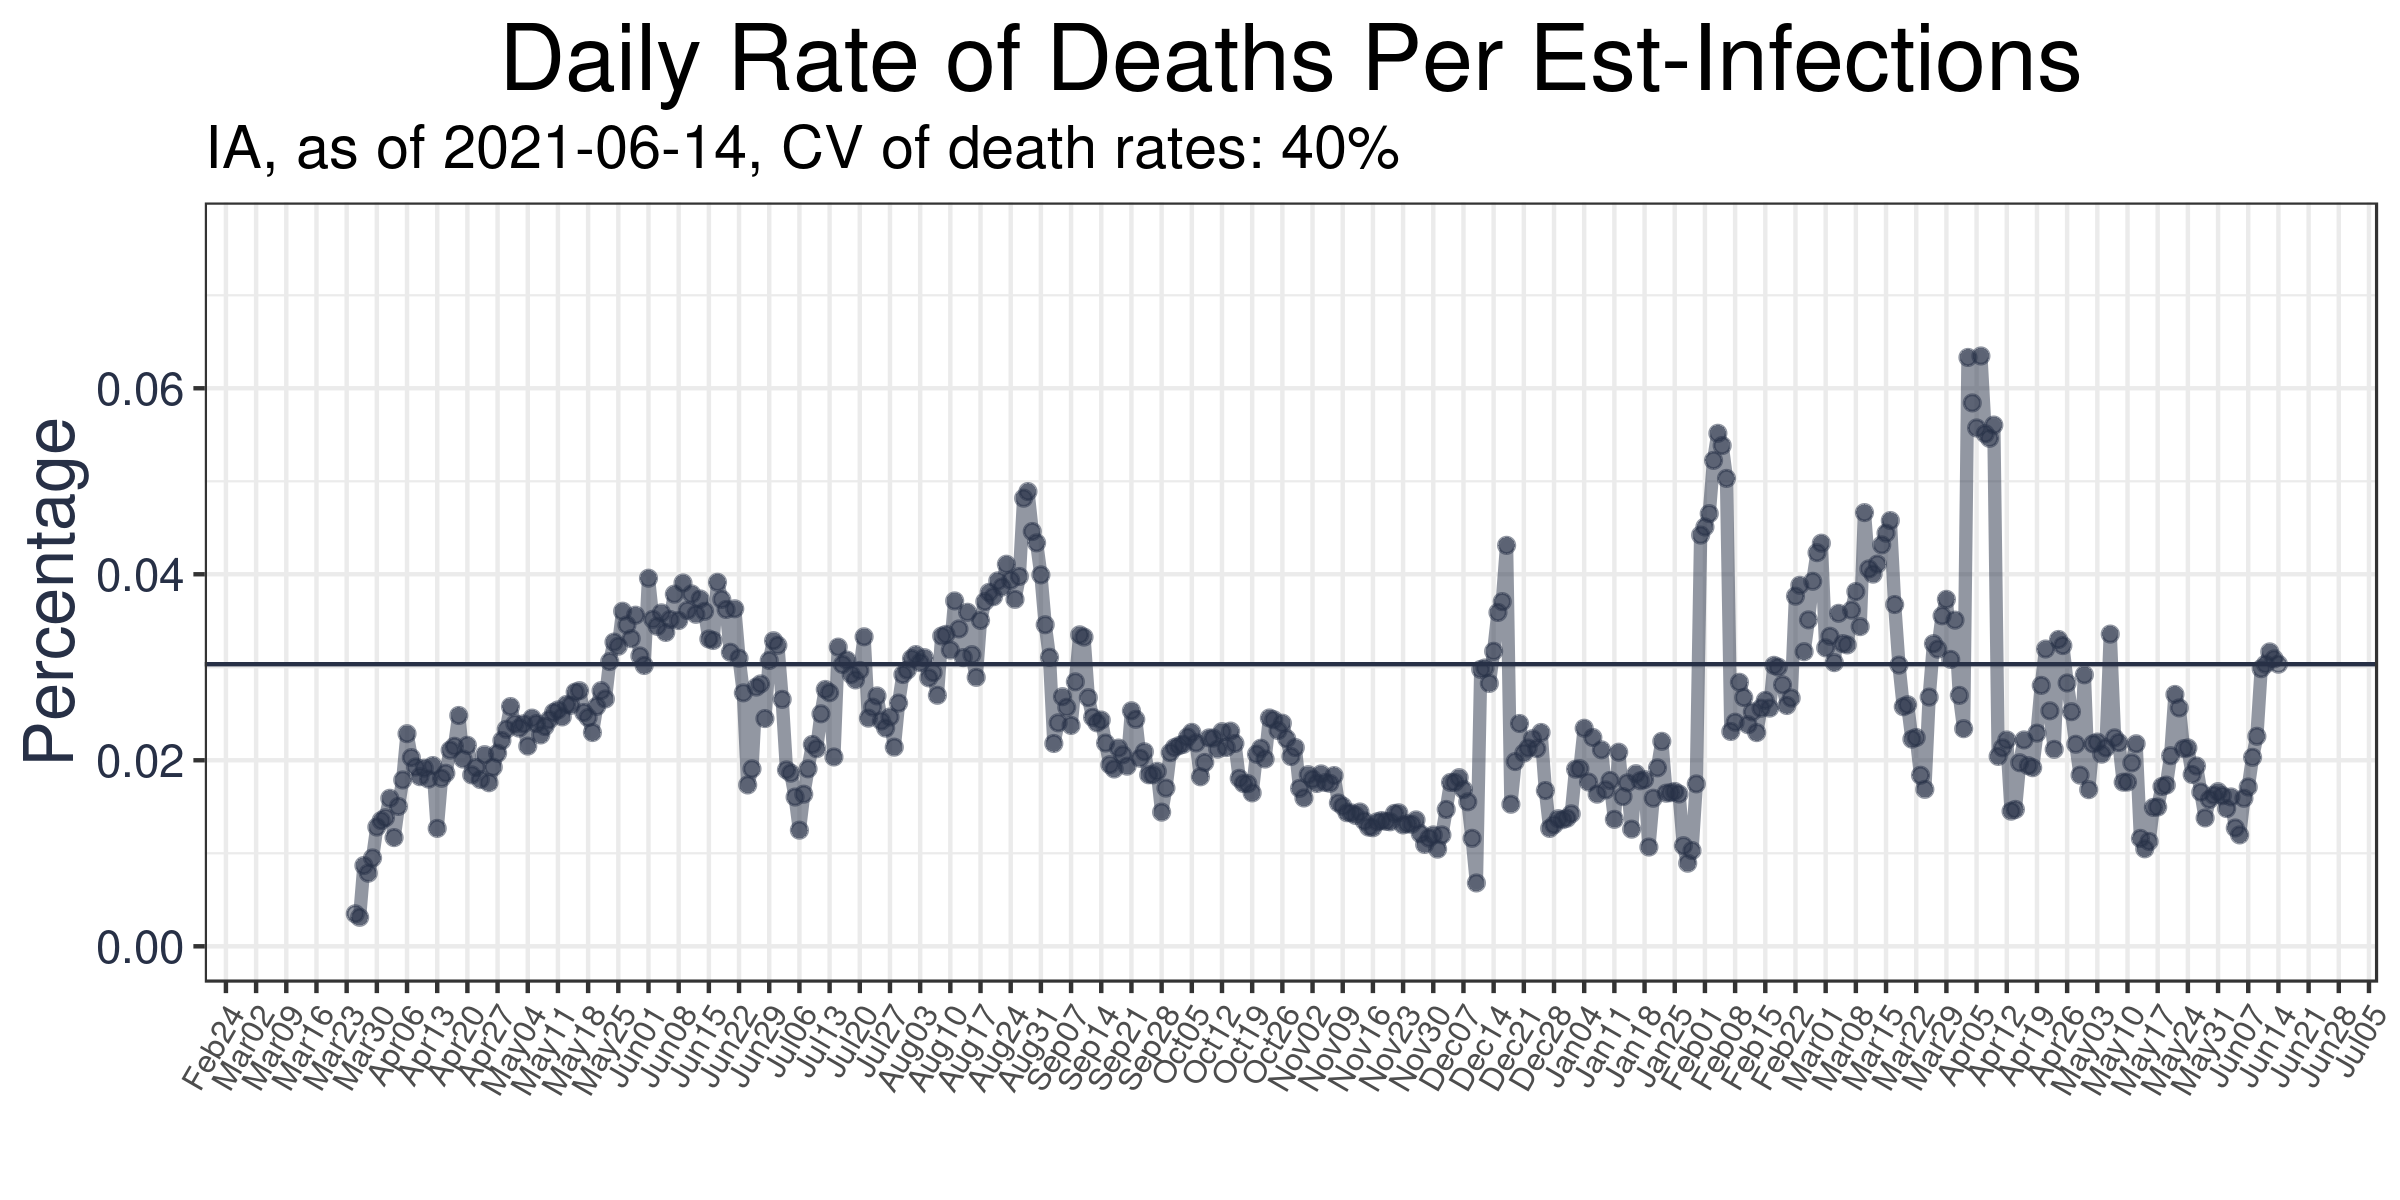 Daily Rate of Deaths Per Est-Infections
IA, as of 2021-06-14, CV of death rates: 40%
Percentage
0.06
0.04
0.02
0.00
Feb24
Mar02
Mar09
Mar16
Mar23
Mar30
Apr06
Apr13
Apr20
Apr27
May04
May11
May18
May25
Jun01
Jun08
Jun15
Jun22
Jun29
Jul06
Jul13
Jul20
Jul27
Aug03
Aug10
Aug17
Aug24
Aug31
Sep07
Sep14
Sep21
Sep28
Oct05
Oct12
Oct19
Oct26
Nov02
Nov09
Nov16
Nov23
Nov30
Dec07
Dec14
Dec21
Dec28
Jan04
Jan11
Jan18
Jan25
Feb01
Feb08
Feb15
Feb22
Mar01
Mar08
Mar15
Mar22
Mar29
Apr05
Apr12
Apr19
Apr26
May03
May10
May17
May24
May31
Jun07
Jun14
Jun21
Jun28
Jul05